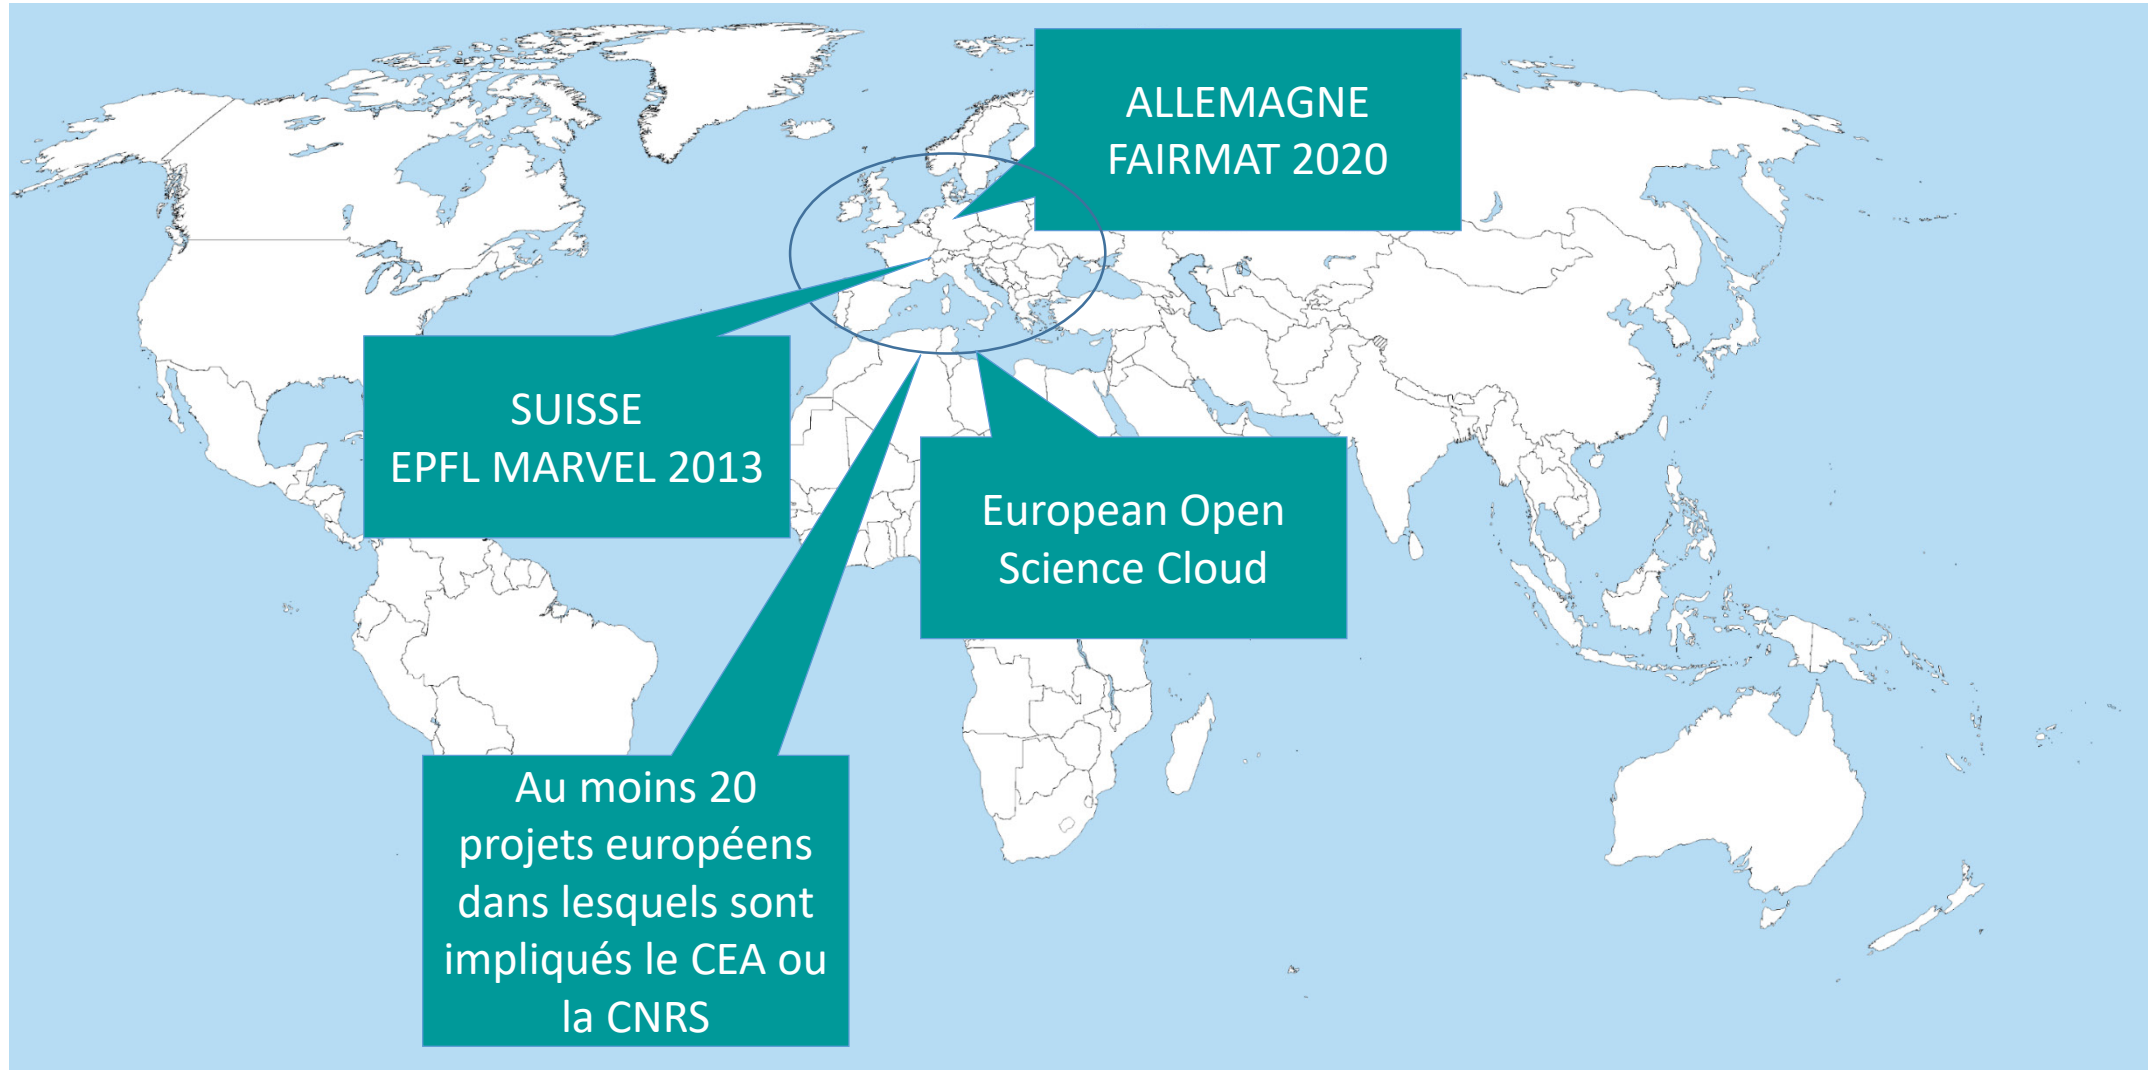 ALLEMAGNE
FAIRMAT 2020
SUISSE
EPFL MARVEL 2013
European Open
Science Cloud
Au moins 20
projets européens
dans lesquels sont
impliqués le CEA ou
la CNRS